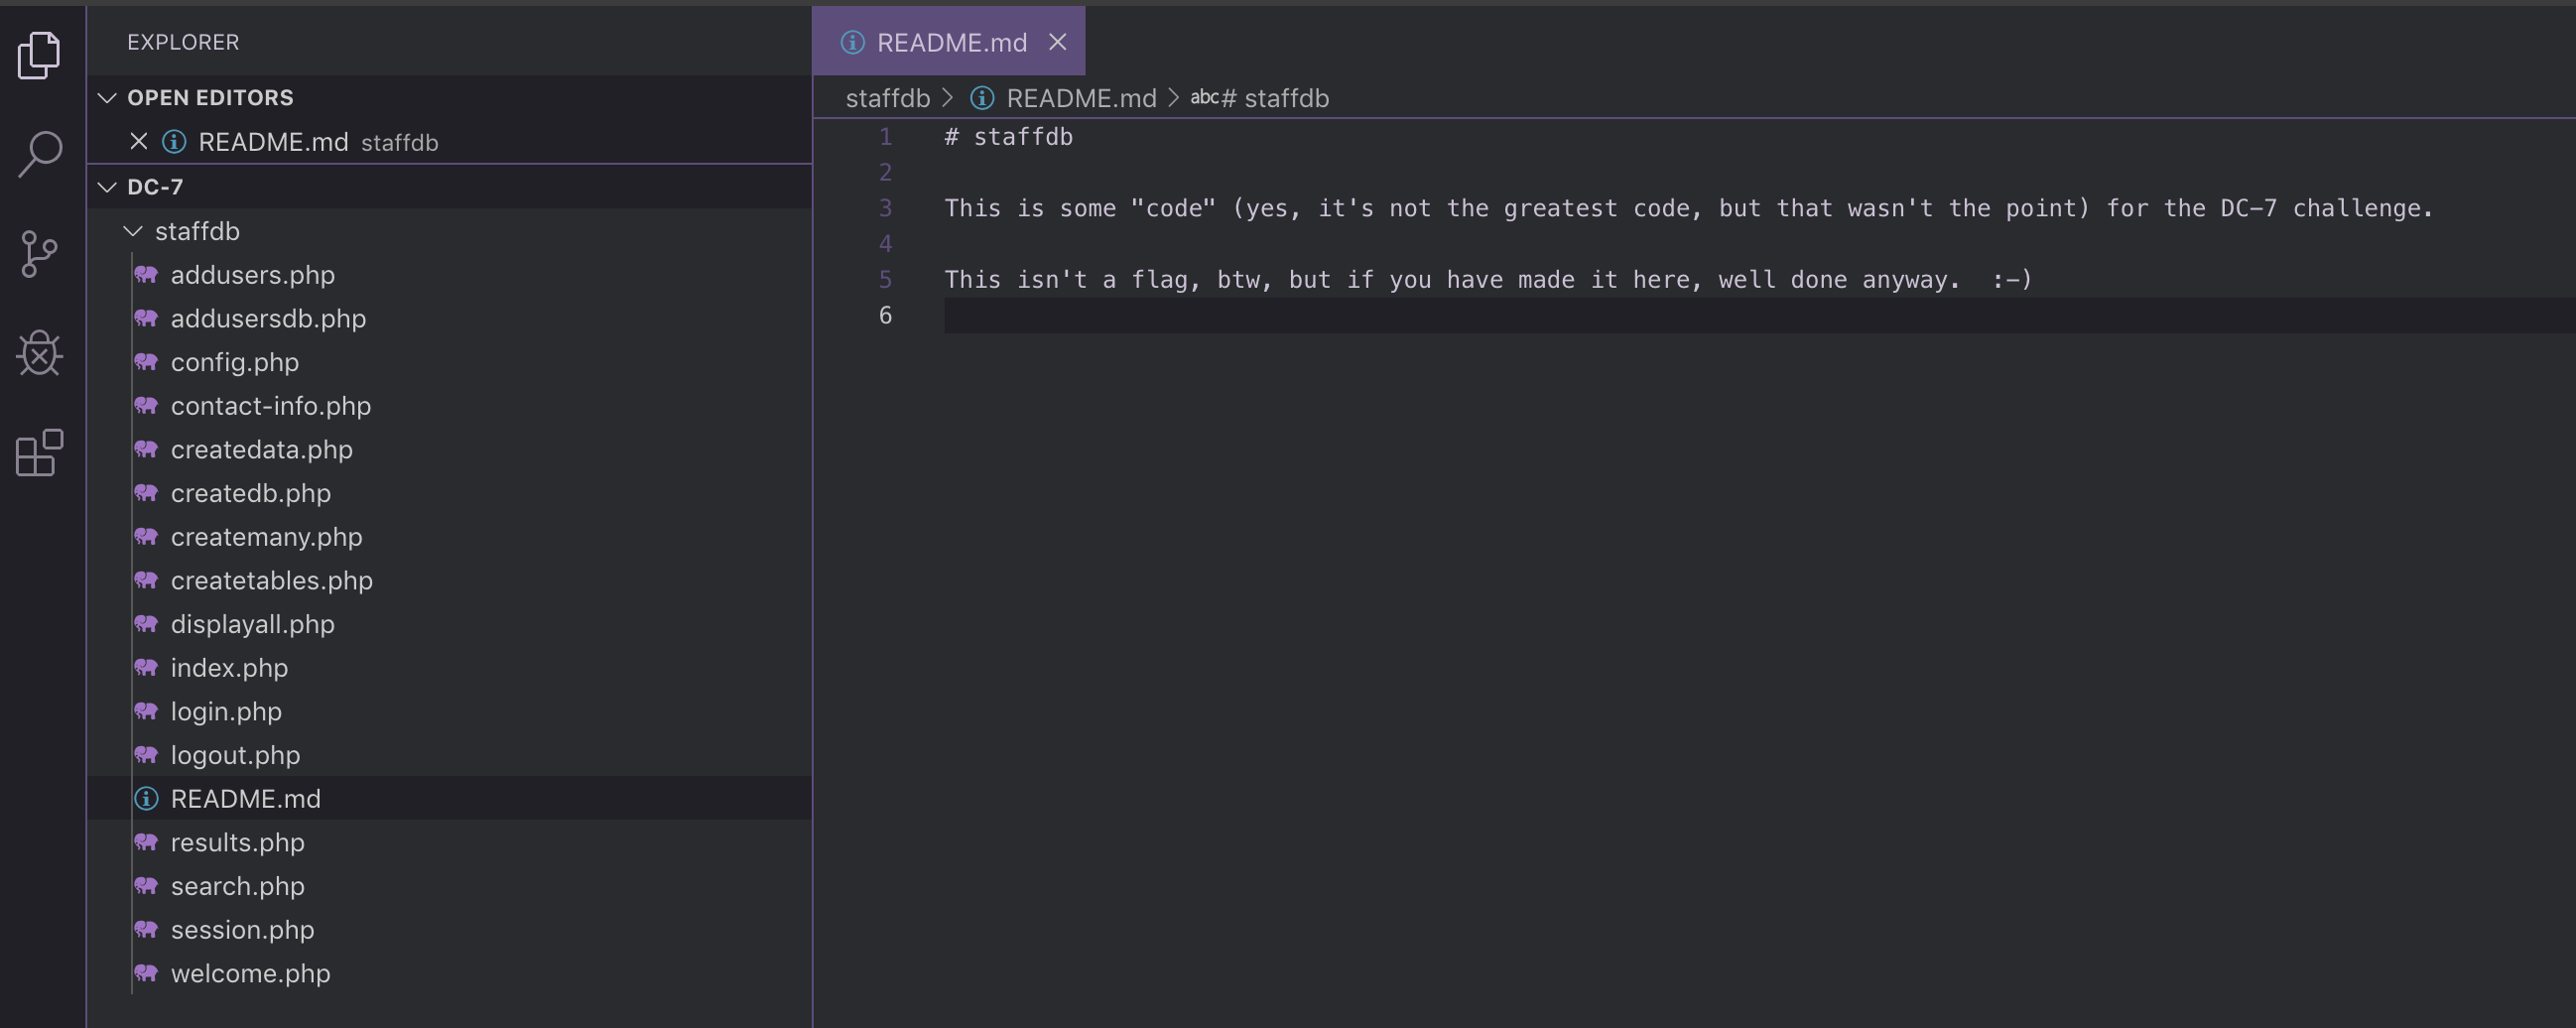 EXPLORER
OPEN EDITORS
README.md staffdb
DC-7
staffdb
addusers.php
addusersdb.php
config.php
contact-info.php
createdata.php
createdb.php
createmany.php
createtables.php
displayall.php
index.php
login.php
logout.php
README.md
results.php
search.php
session.php
welcome.php
README.md
staffdb > README.md > abc# staffdb
1 # staffdb
2
3 This is some "code" (yes, it's not the greatest code, but that wasn't the point) for the DC-7 challenge.
4
5 This isn't a flag, btw, but if you have made it here, well done anyway.  :-)
6